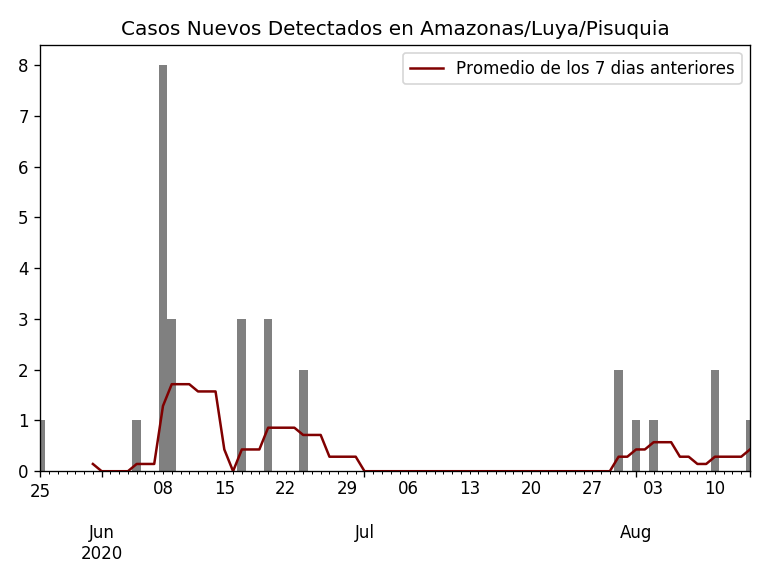 Casos Nuevos Detectados en Amazonas/Luya/Pisuquia
Promedio de los 7 dias anteriores
8
7
6
5
4
3
2
1
0
25 08 15 22 29 06 13 20 27 03 10
Jun Jul Aug
2020